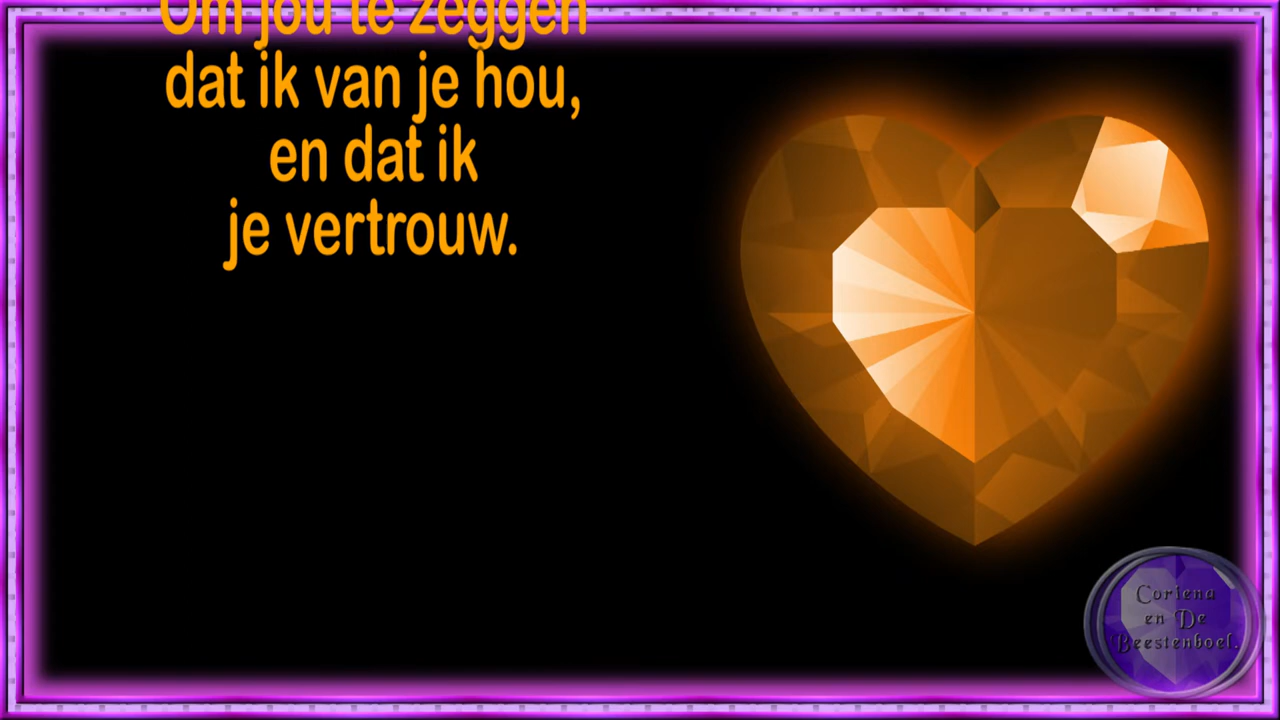 Om jou te zeggen
dat ik van je hou,
en dat ik
je vertrouw.
Coriena
en De
Beestenboel.